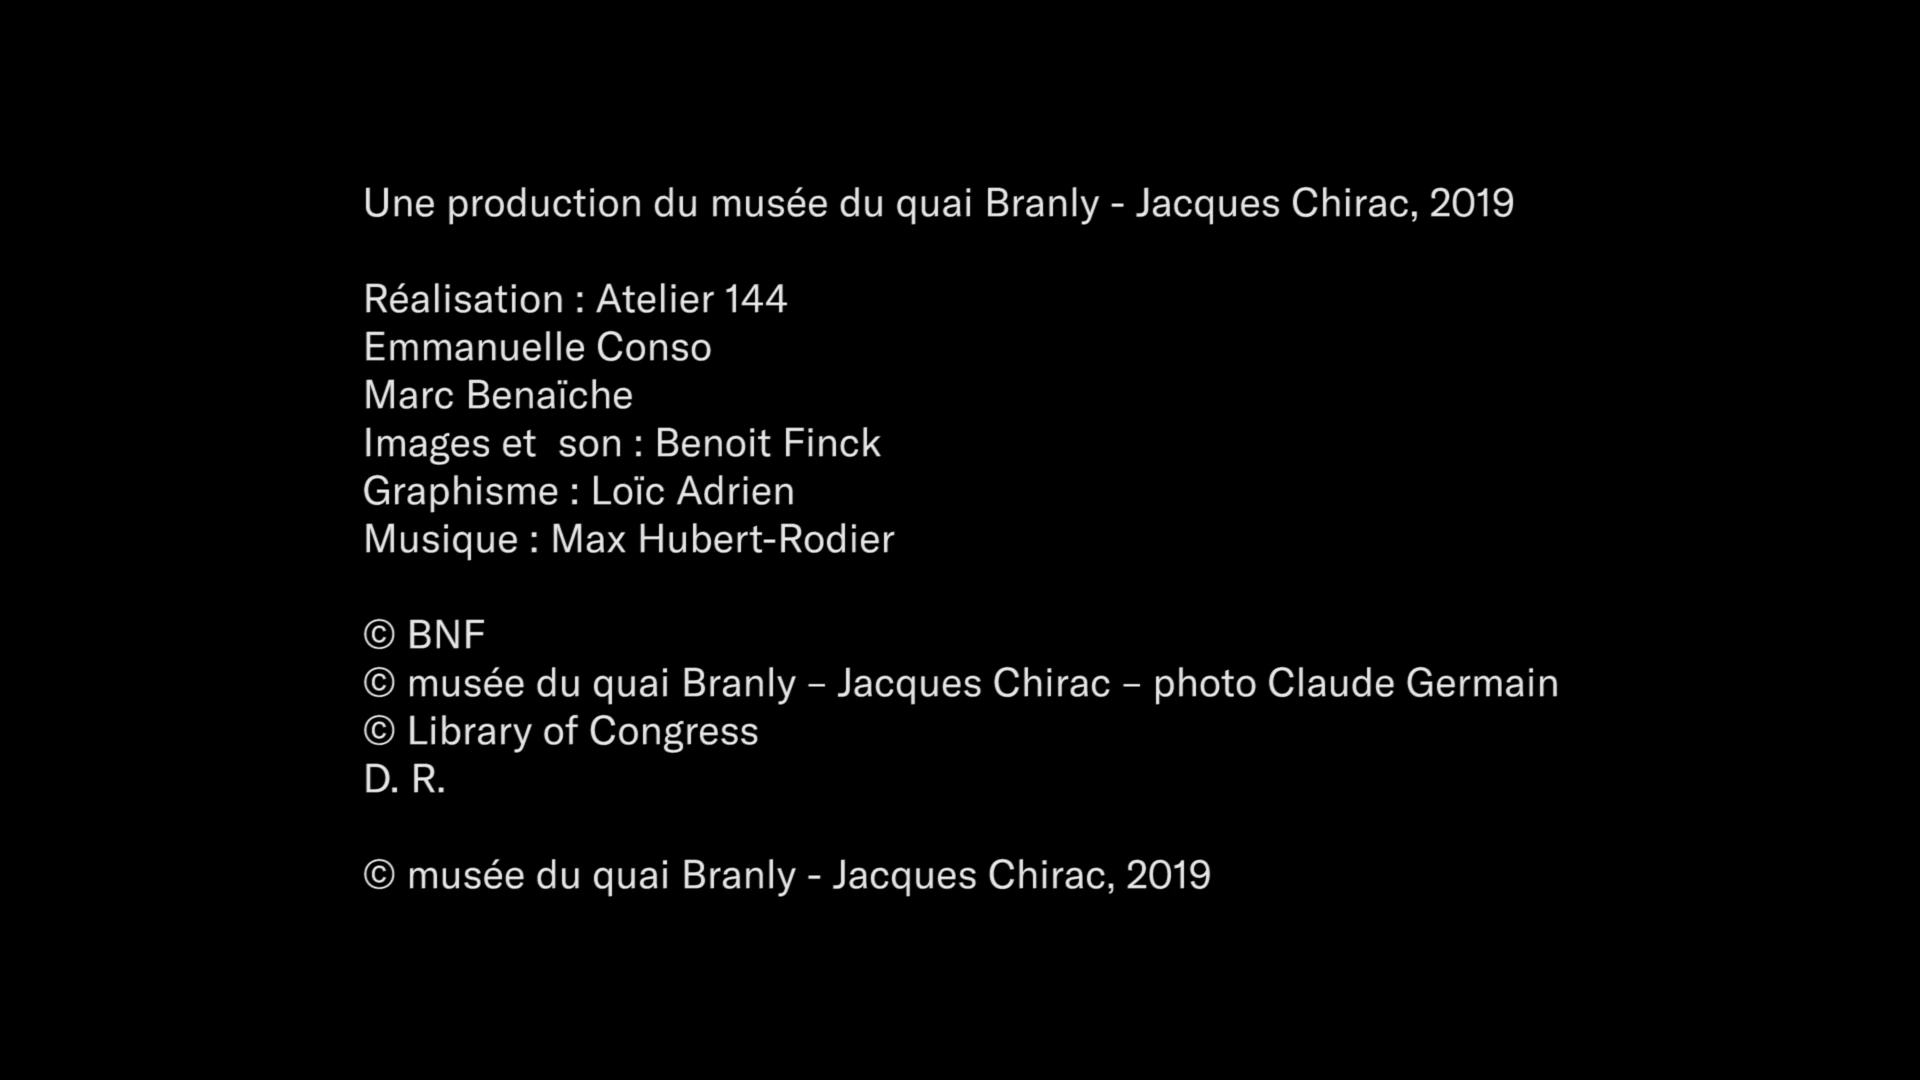 Une production du musée du quai Branly - Jacques Chirac, 2019
Réalisation : Atelier 144
Emmanuelle Conso
Marc Benaïche
Images et  son : Benoit Finck
Graphisme : Loïc Adrien
Musique : Max Hubert-Rodier
© BNF
© musée du quai Branly – Jacques Chirac – photo Claude Germain
© Library of Congress
D. R.
© musée du quai Branly - Jacques Chirac, 2019